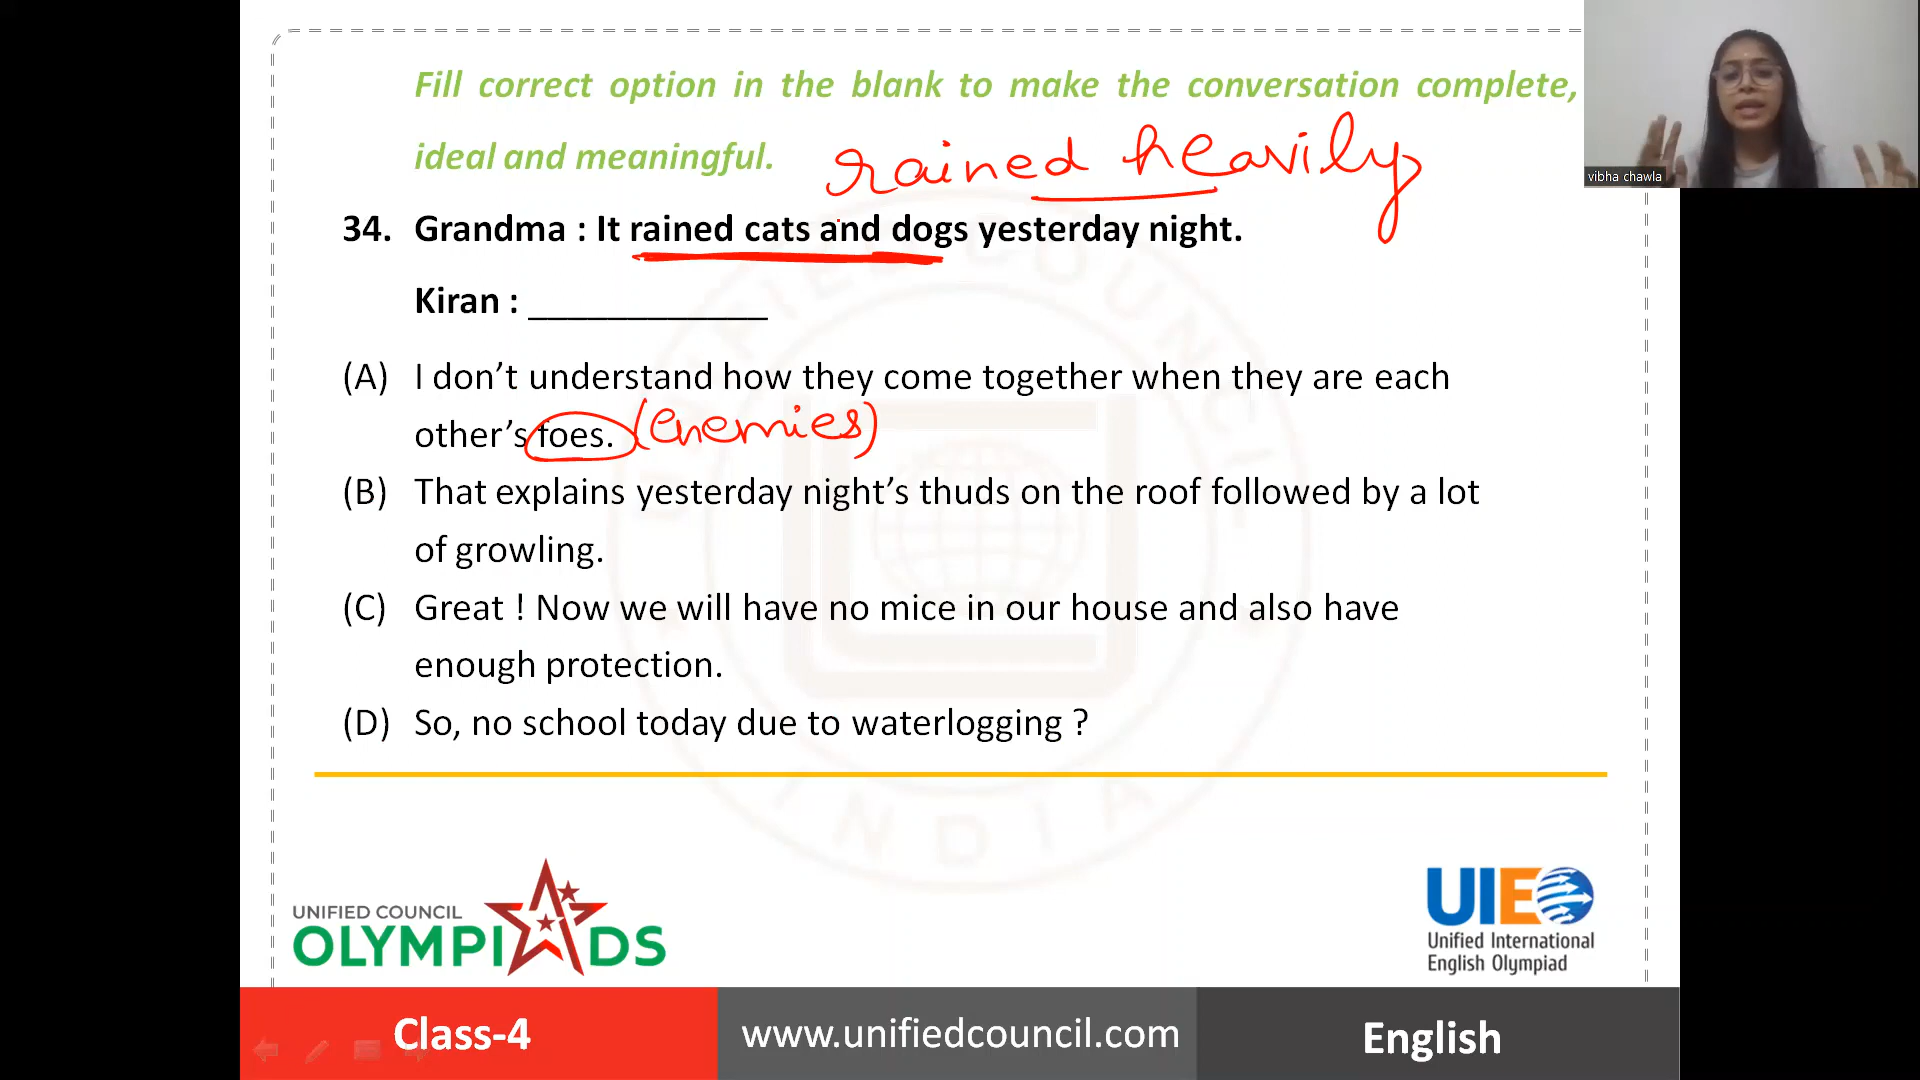 Fill correct option in the blank to make the conversation complete,
ideal and meaningful.
rained heavily
34. Grandma : It rained cats and dogs yesterday night.
Kiran : ____________
(A) I don't understand how they come together when they are each
other's foes. (enemies)
(B) That explains yesterday night's thuds on the roof followed by a lot
of growling.
(C) Great ! Now we will have no mice in our house and also have
enough protection.
(D) So, no school today due to waterlogging ?
vibha chawla
UNIFIED COUNCIL
INDIA
UNIFIED COUNCIL
OLYMPIADS
UIEO
Unified International
English Olympiad
Class-4
www.unifiedcouncil.com
English